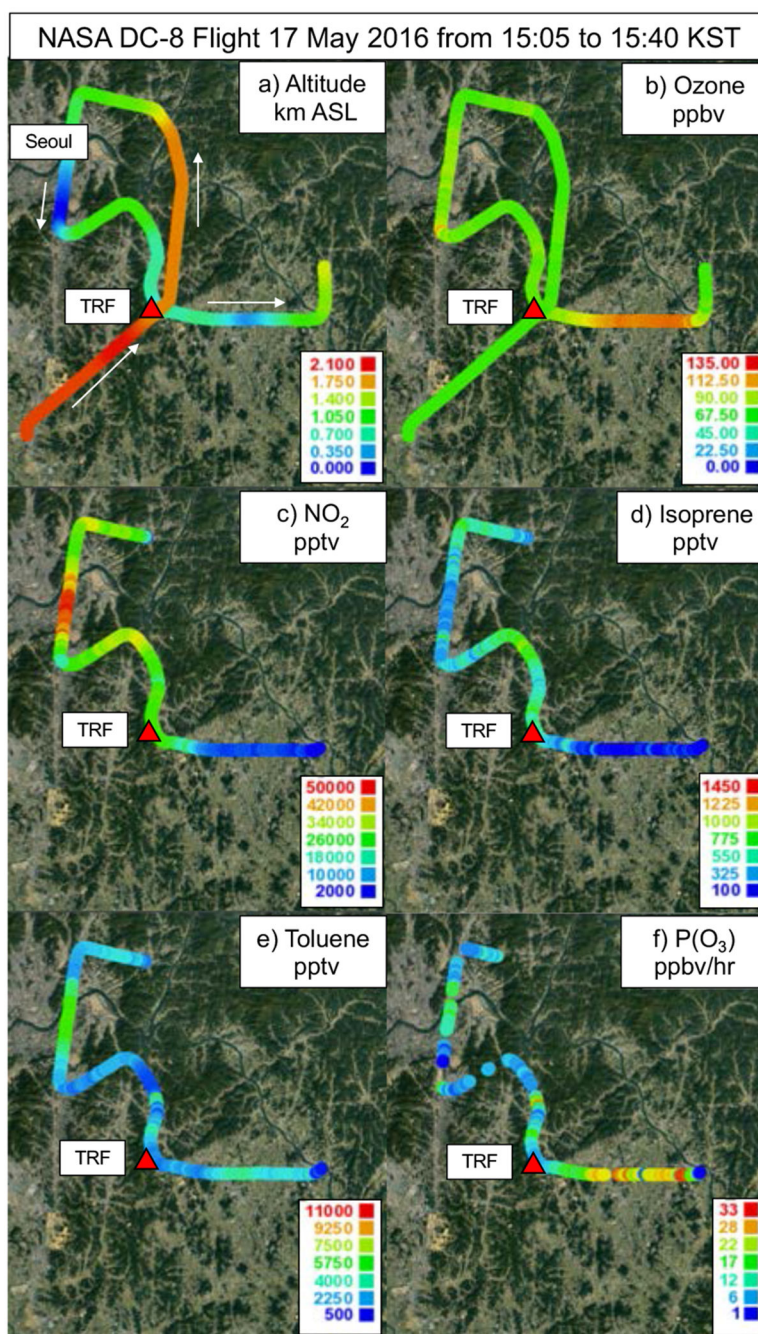 NASA DC-8 Flight 17 May 2016 from 15:05 to 15:40 KST
a) Altitude
km ASL
Seoul
TRF
2.100
1.750
1.400
1.050
0.700
0.350
0.000
b) Ozone
ppbv
TRF
135.00
112.50
90.00
67.50
45.00
22.50
0.00
c) NO₂
pptv
TRF
50000
42000
34000
26000
18000
10000
2000
d) Isoprene
pptv
TRF
1450
1225
1000
775
550
325
100
e) Toluene
pptv
TRF
11000
9250
7500
5750
4000
2250
500
f) P(O₃)
ppbv/hr
TRF
33
28
22
17
12
6
1